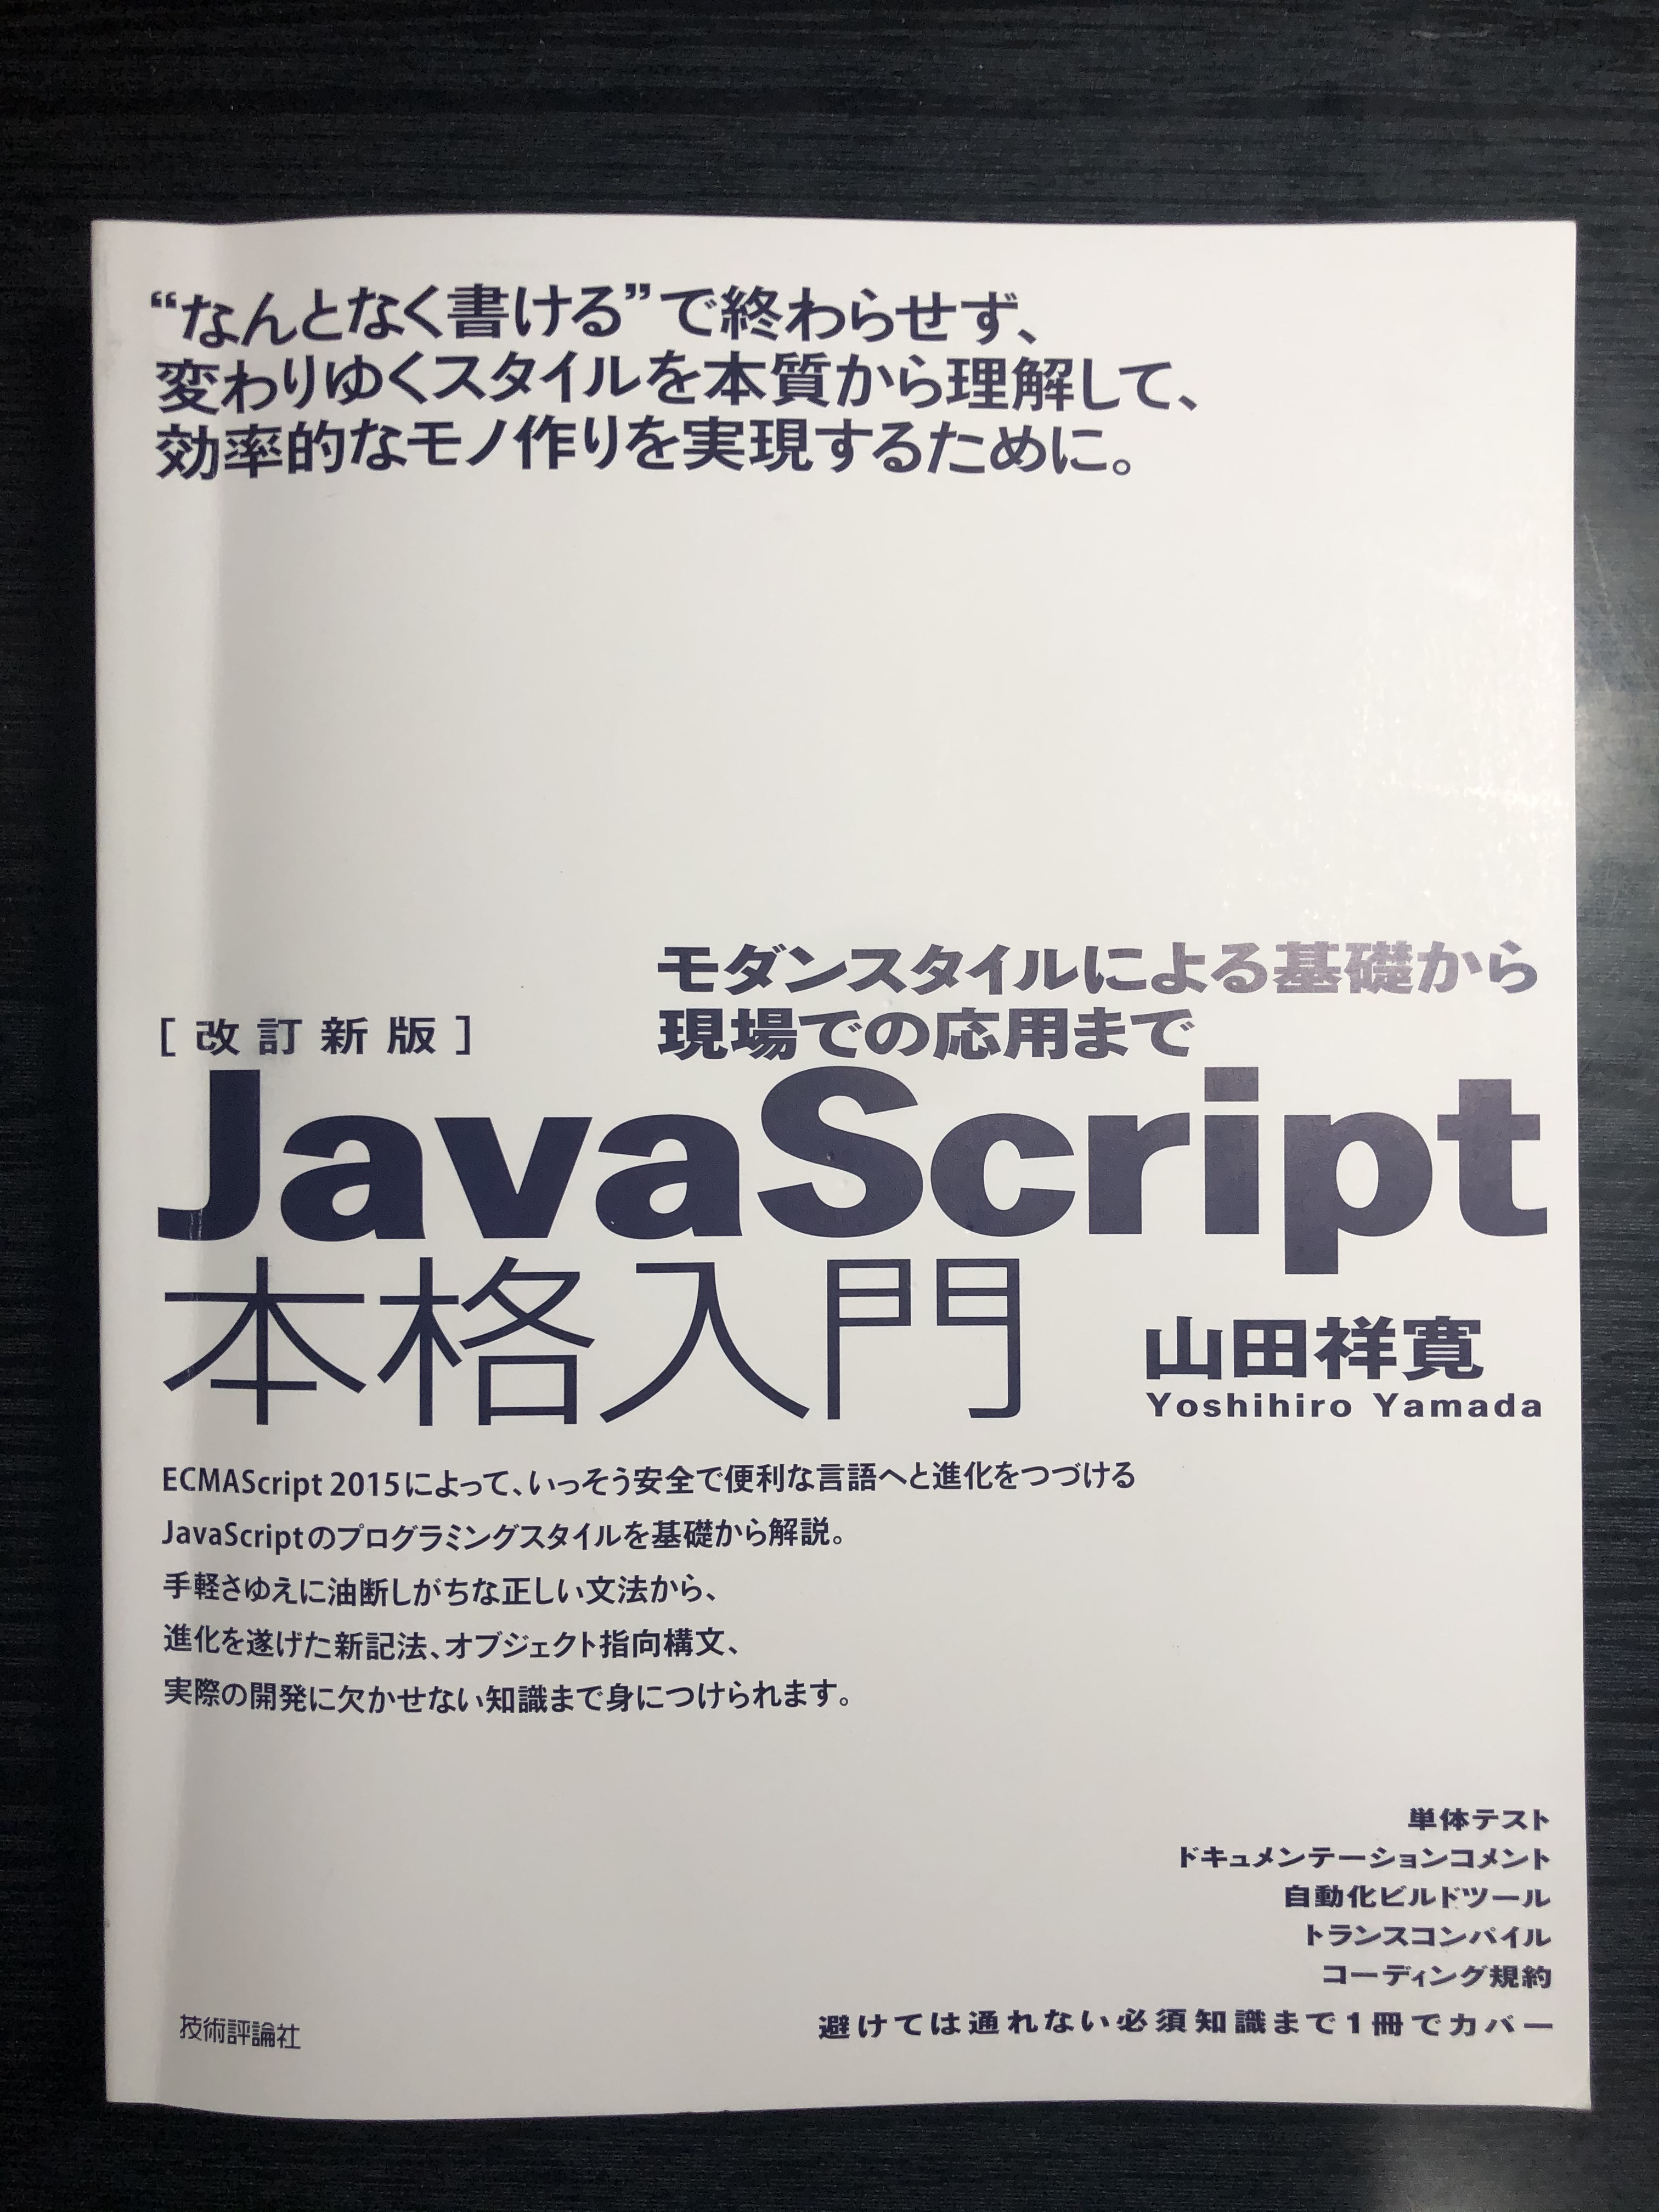 “なんとなく書ける”で終わらせず、
変わりゆくスタイルを本質から理解して、
効率的なモノ作りを実現するために。
モダンスタイルによる基礎から
現場での応用まで
[改訂新版]
JavaScript
本格入門
山田祥寛
Yoshihiro Yamada
ECMAScript 2015によって、いっそう安全で便利な言語へと進化をつづける
JavaScriptのプログラミングスタイルを基礎から解説。
手軽さゆえに油断しがちな正しい文法から、
進化を遂げた新記法、オブジェクト指向構文、
実際の開発に欠かせない知識まで身につけられます。
単体テスト
ドキュメンテーションコメント
自動化ビルドツール
トランスコンパイル
コーディング規約
避けては通れない必須知識まで1冊でカバー
技術評論社